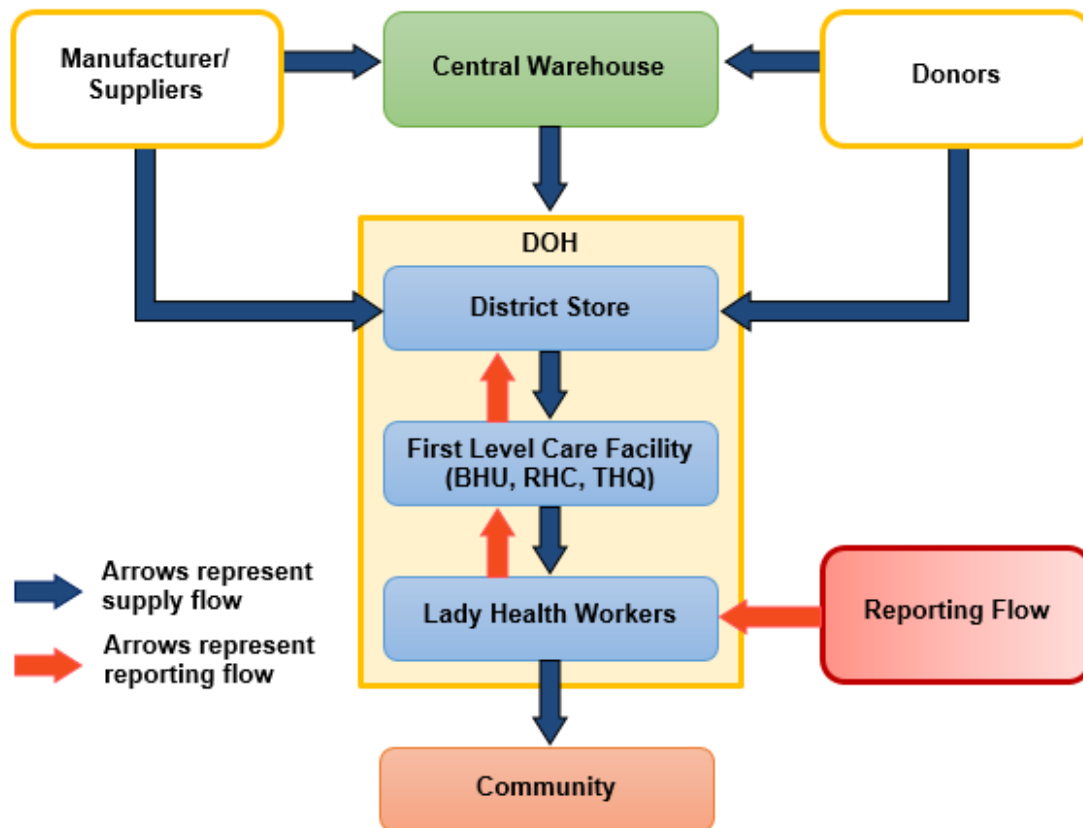 Manufacturer/
Suppliers
Central Warehouse
Donors
DOH
District Store
First Level Care Facility
(BHU, RHC, THQ)
Lady Health Workers
Reporting Flow
Arrows represent
supply flow
Arrows represent
reporting flow
Community